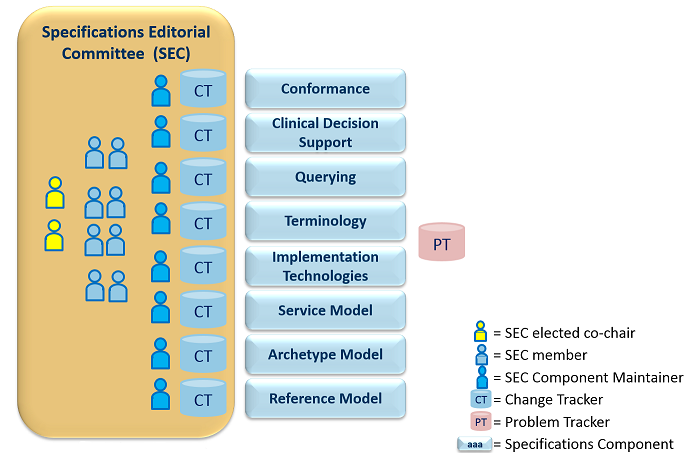 Specifications Editorial
Committee (SEC)
CT
Conformance
CT
Clinical Decision
Support
CT
Querying
CT
Terminology
PT
CT
Implementation
Technologies
CT
Service Model
CT
Archetype Model
CT
Reference Model
= SEC elected co-chair
= SEC member
= SEC Component Maintainer
CT = Change Tracker
PT = Problem Tracker
aaa = Specifications Component